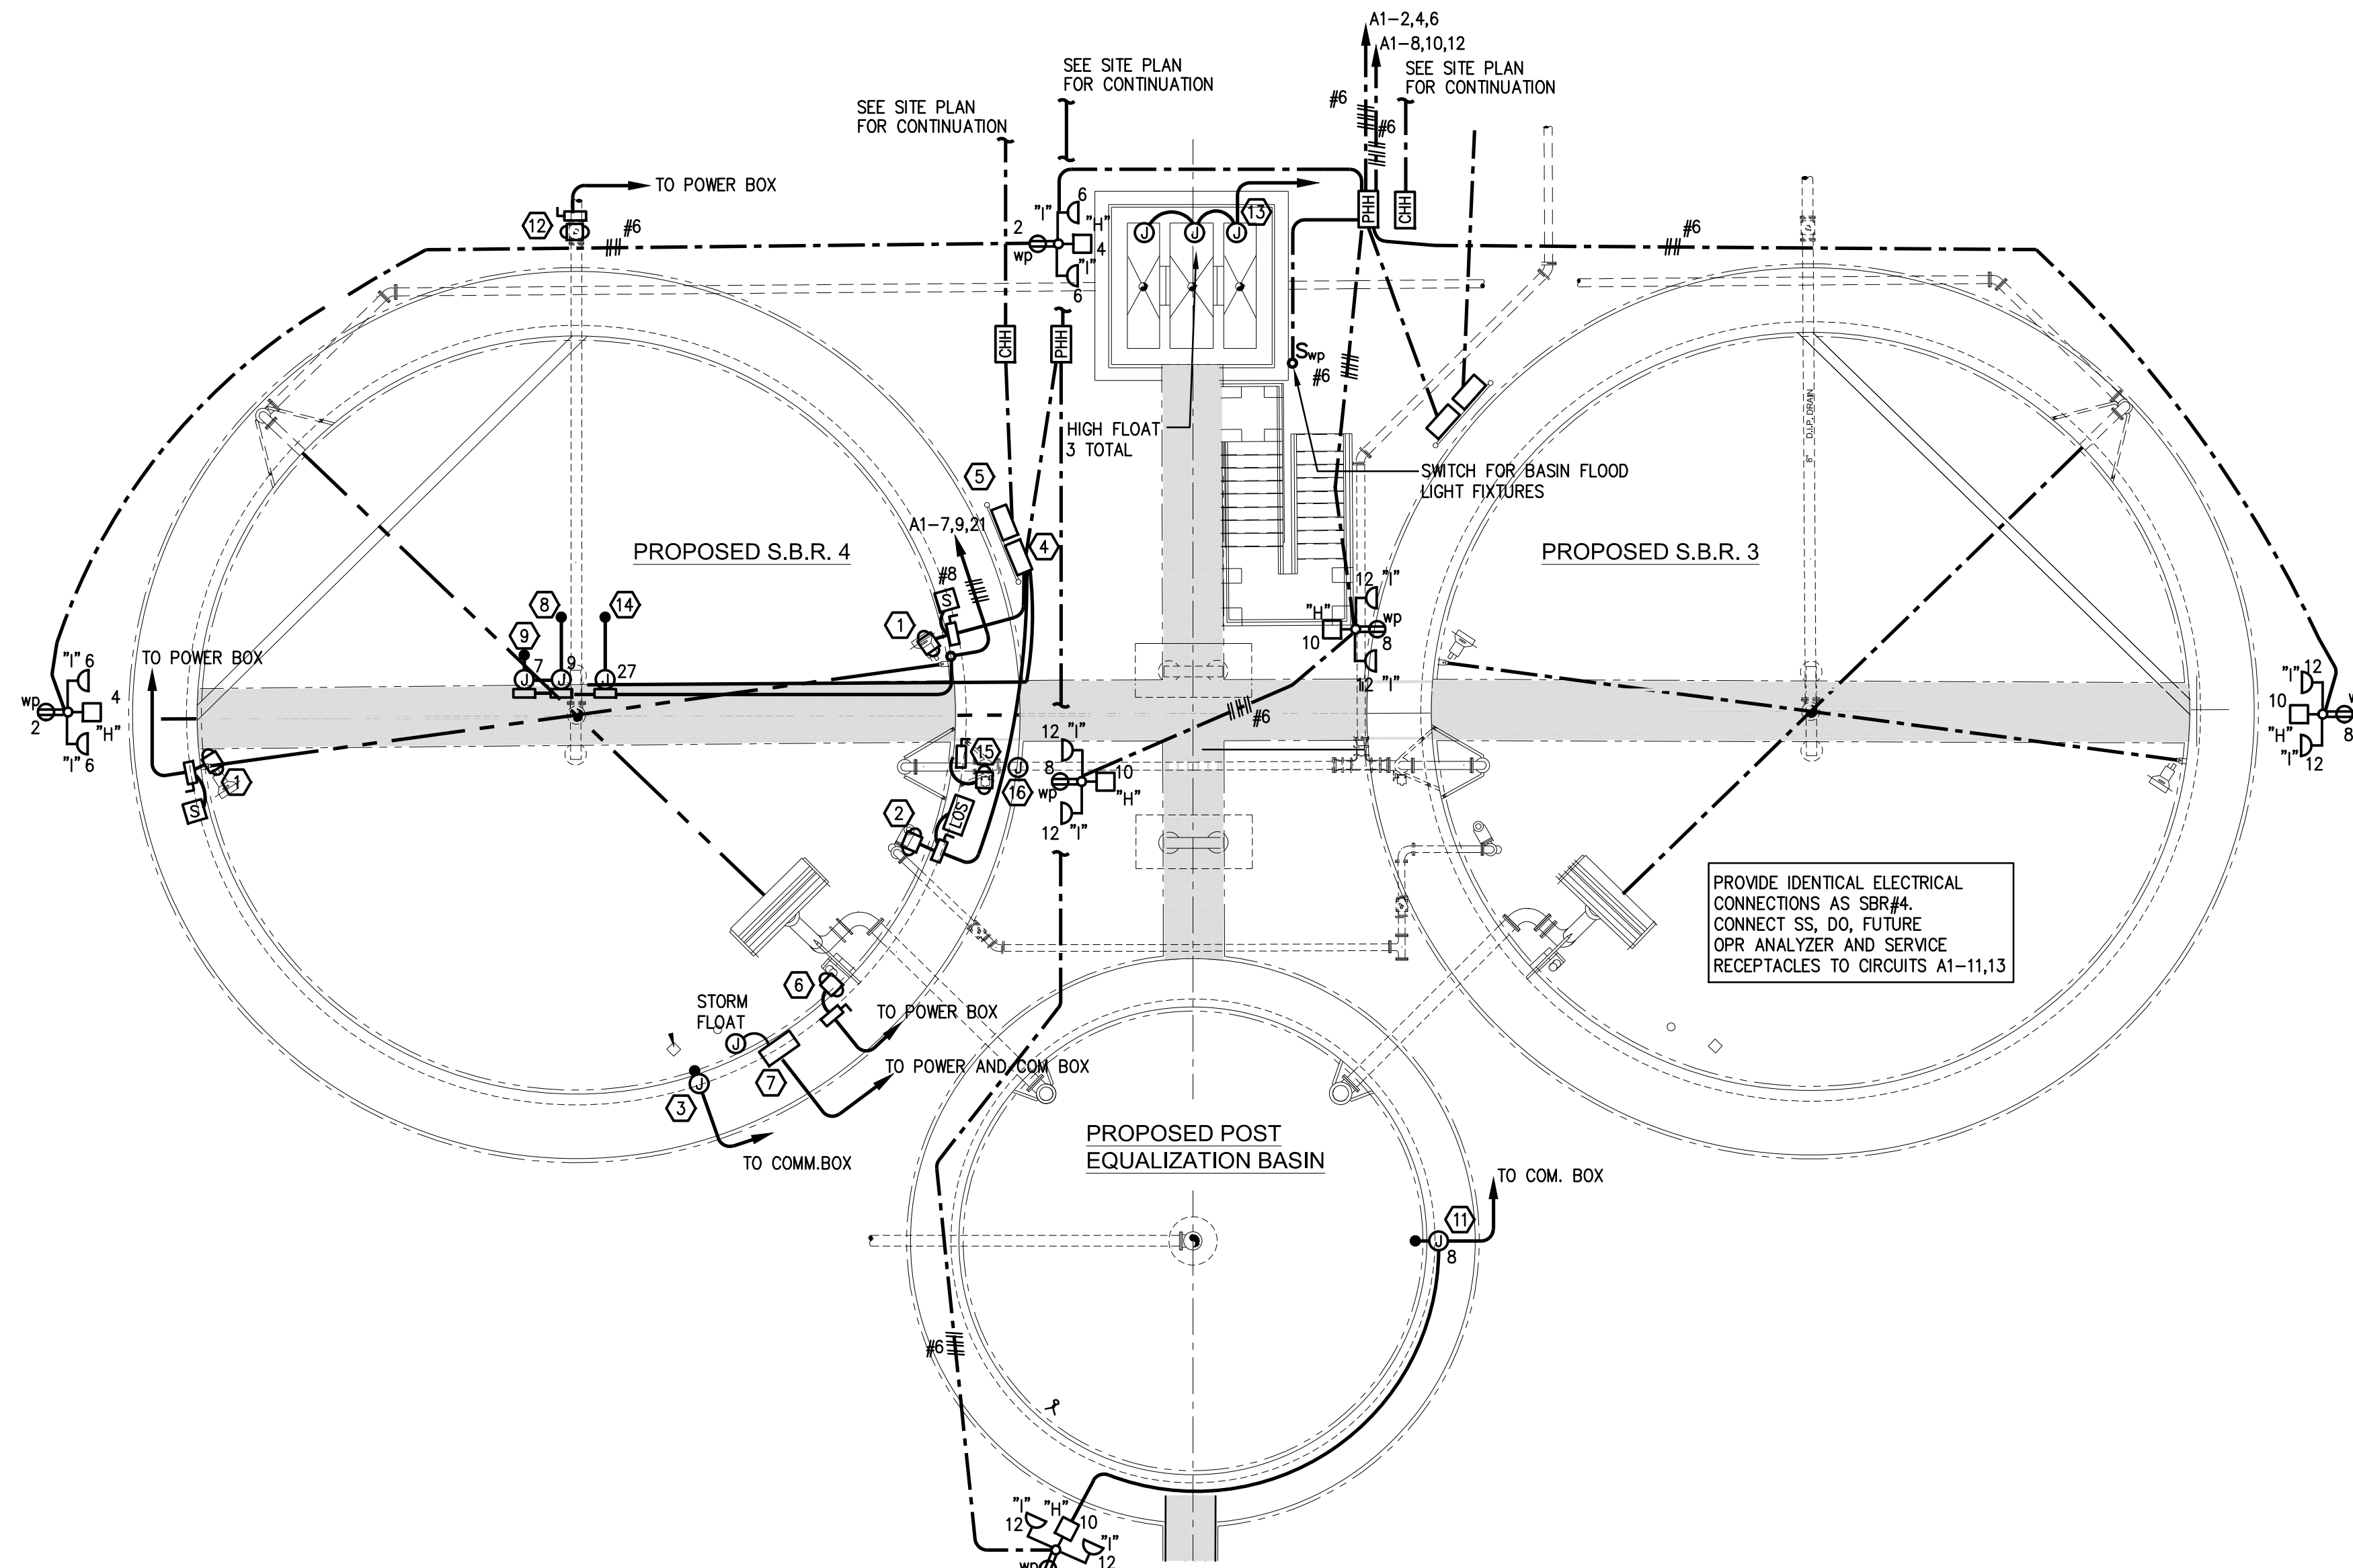 A1-2,4,6
A1-8,10,12
SEE SITE PLAN
FOR CONTINUATION
SEE SITE PLAN
FOR CONTINUATION
SEE SITE PLAN
FOR CONTINUATION
#6
#6
TO POWER BOX
12
#6
2
wp
"I"
6
"H"
4
"I"
6
13
J
J
J
PHH
CHH
#6
CHH
PHH
Swp
#6
HIGH FLOAT
3 TOTAL
SWITCH FOR BASIN FLOOD
LIGHT FIXTURES
8" D.I.P. DRAIN
5
4
A1-7,9,21
#8
PROPOSED S.B.R. 4
PROPOSED S.B.R. 3
S
1
8
14
9
7
9
27
J
J
J
TO POWER BOX
"I" 6
4
wp
2
"H"
"I" 6
1
S
12 "I"
"H"
wp
10
8
12 "I"
#6
"I" 12
10
"H"
8
"I"
12
15
J
16
2
LOS
12 "I"
8
10
wp
"H"
12 "I"
PROVIDE IDENTICAL ELECTRICAL
CONNECTIONS AS SBR#4.
CONNECT SS, DO, FUTURE
OPR ANALYZER AND SERVICE
RECEPTACLES TO CIRCUITS A1-11,13
6
STORM
FLOAT
J
TO POWER BOX
TO POWER AND/COM BOX
7
J
3
TO COMM.BOX
PROPOSED POST
EQUALIZATION BASIN
TO COM. BOX
11
J
8
#6
"I"
12
"H"
10
"I"
12
wp